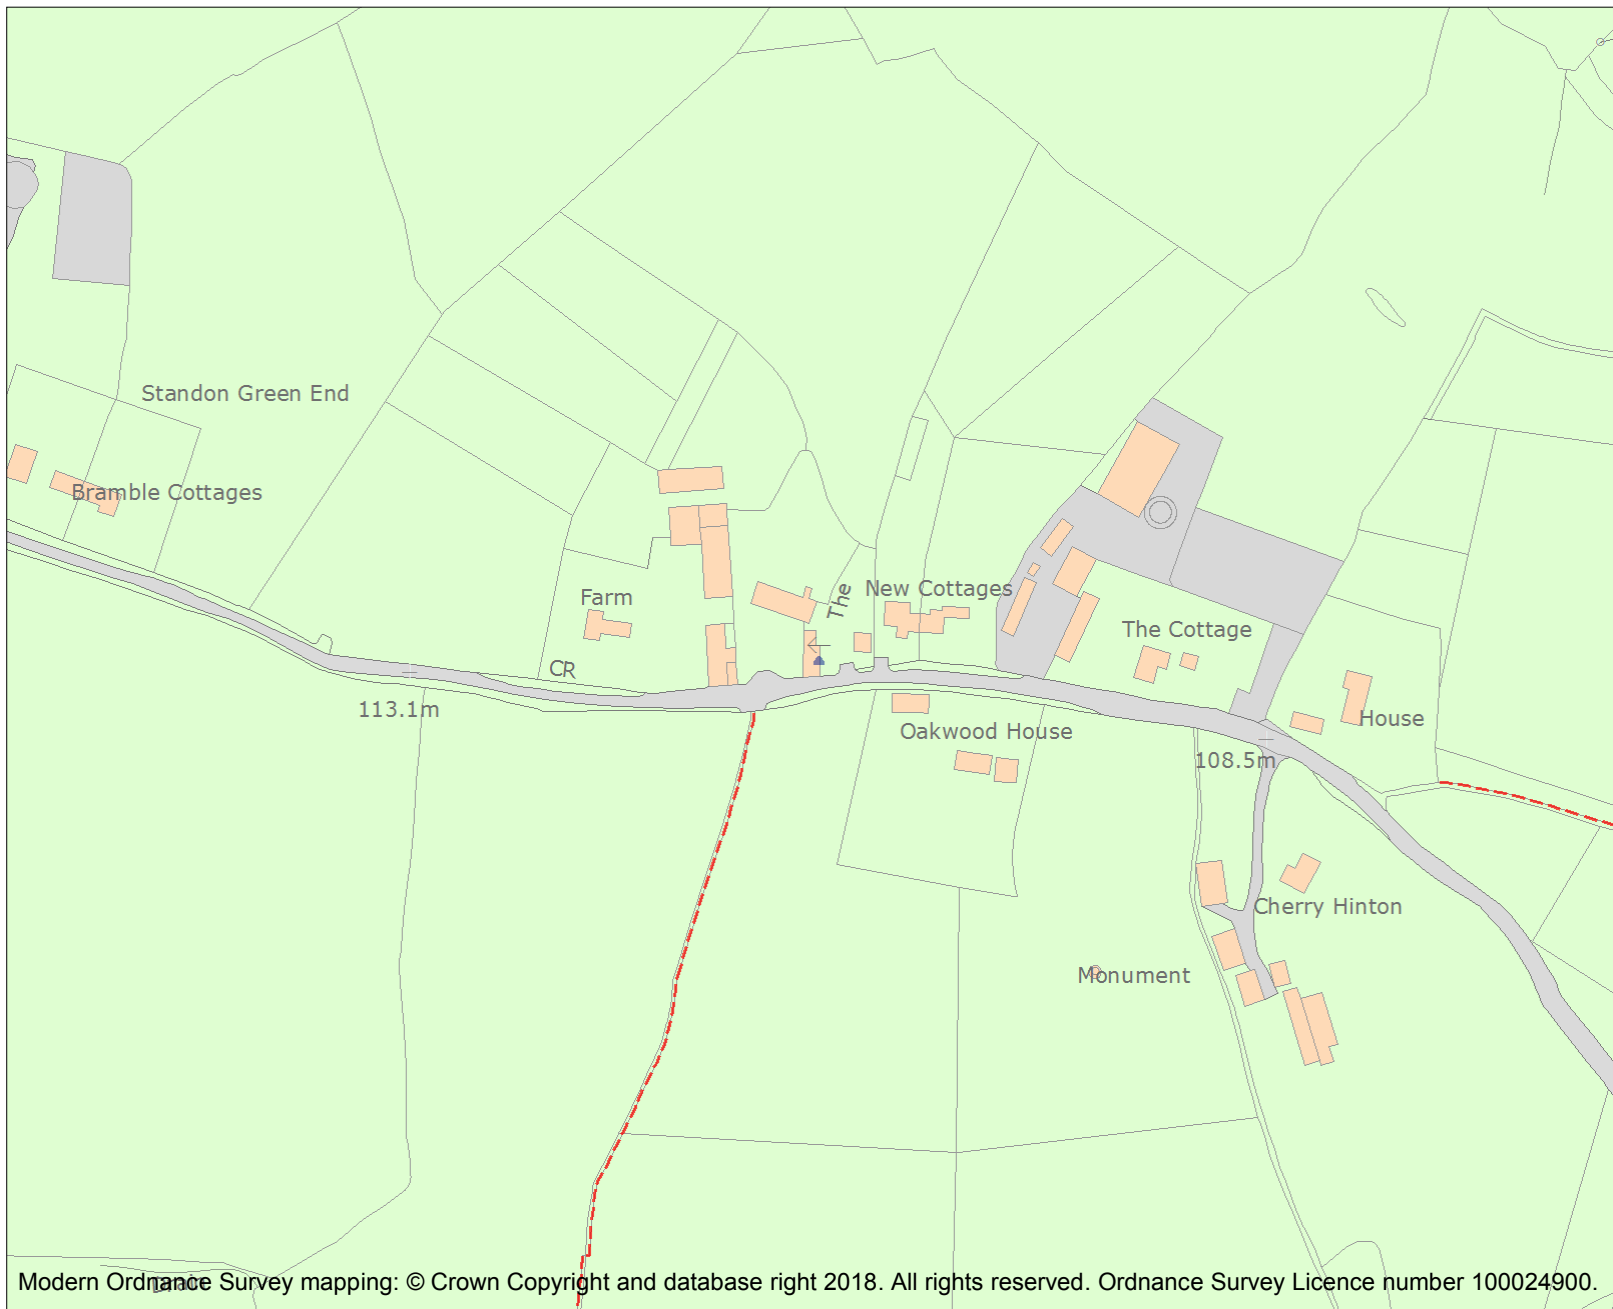 Standon Green End
Bramble Cottages
Farm
The
New Cottages
The Cottage
CR
113.1m
Oakwood House
House
108.5m
Cherry Hinton
Monument
Drain
Modern Ordnance Survey mapping: © Crown Copyright and database right 2018. All rights reserved. Ordnance Survey Licence number 100024900.